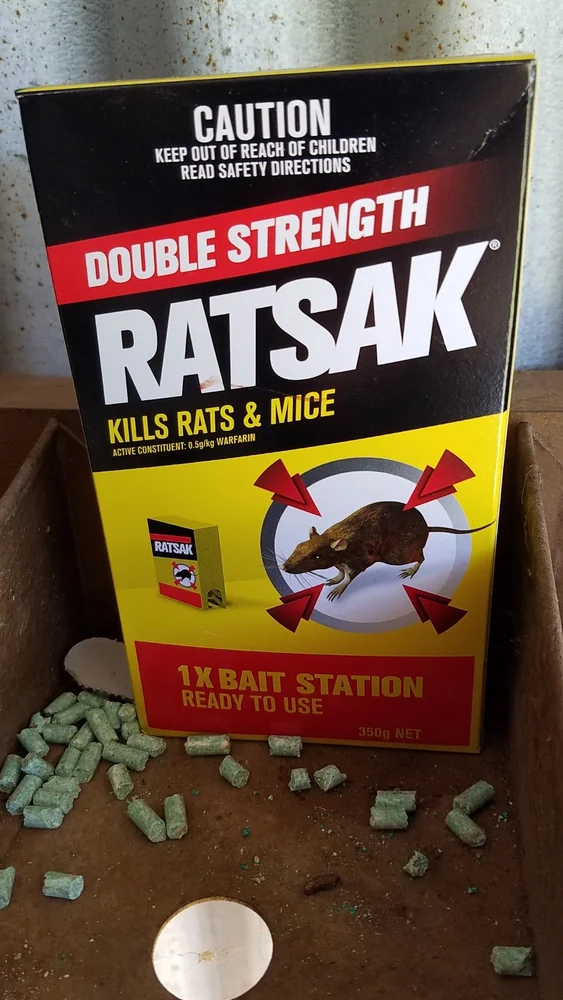 CAUTION
KEEP OUT OF REACH OF CHILDREN
READ SAFETY DIRECTIONS
DOUBLE STRENGTH
RATSAK®
KILLS RATS & MICE
ACTIVE CONSTITUENT: 0.5g/kg WARFARIN
RATSAK
1 X BAIT STATION
READY TO USE
350g NET